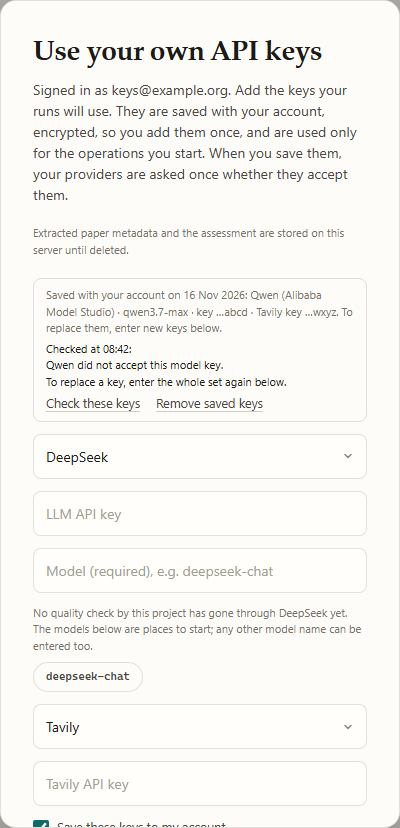 Use your own API keys
Signed in as keys@example.org. Add the keys your
runs will use. They are saved with your account,
encrypted, so you add them once, and are used only
for the operations you start. When you save them,
your providers are asked once whether they accept
them.
Extracted paper metadata and the assessment are stored on this
server until deleted.
Saved with your account on 16 Nov 2026: Qwen (Alibaba
Model Studio) · qwen3.7-max · key …abcd · Tavily key …wxyz. To
replace them, enter new keys below.
Checked at 08:42:
Qwen did not accept this model key.
To replace a key, enter the whole set again below.
Check these keys Remove saved keys
DeepSeek
LLM API key
Model (required), e.g. deepseek-chat
No quality check by this project has gone through DeepSeek yet.
The models below are places to start; any other model name can be
entered too.
deepseek-chat
Tavily
Tavily API key
Save these keys to my account